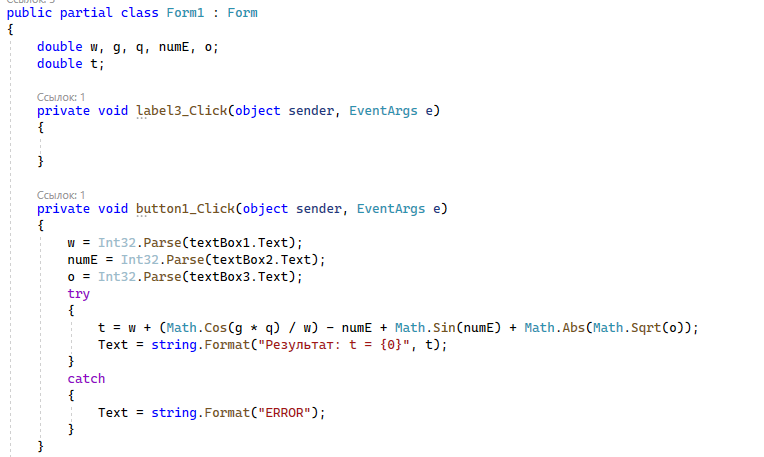 Ссылок: 3
public partial class Form1 : Form
{
    double w, g, q, numE, o;
    double t;
    Ссылок: 1
    private void label3_Click(object sender, EventArgs e)
    {
    }
    Ссылок: 1
    private void button1_Click(object sender, EventArgs e)
    {
        w = Int32.Parse(textBox1.Text);
        numE = Int32.Parse(textBox2.Text);
        o = Int32.Parse(textBox3.Text);
        try
        {
            t = w + (Math.Cos(g * q) / w) - numE + Math.Sin(numE) + Math.Abs(Math.Sqrt(o));
            Text = string.Format("Результат: t = {0}", t);
        }
        catch
        {
            Text = string.Format("ERROR");
        }
    }